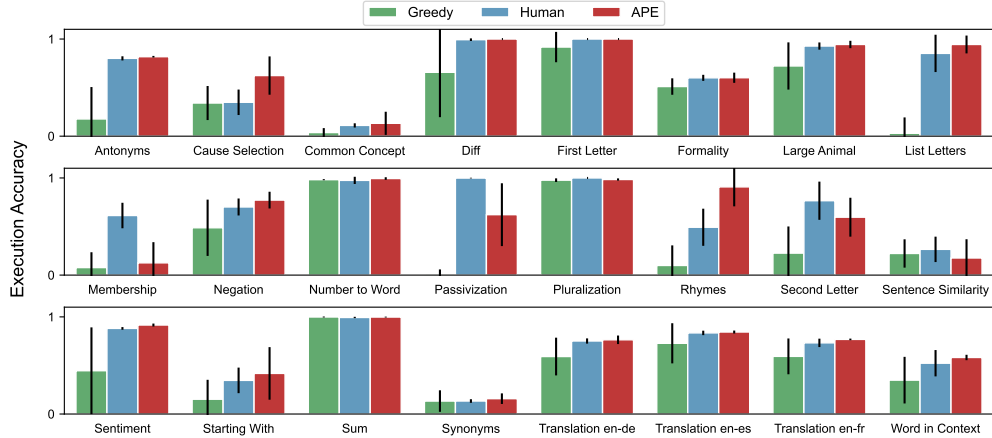 Greedy Human APE
Execution Accuracy
1
0
Antonyms Cause Selection Common Concept Diff First Letter Formality Large Animal List Letters
1
0
Membership Negation Number to Word Passivization Pluralization Rhymes Second Letter Sentence Similarity
1
0
Sentiment Starting With Sum Synonyms Translation en-de Translation en-es Translation en-fr Word in Context